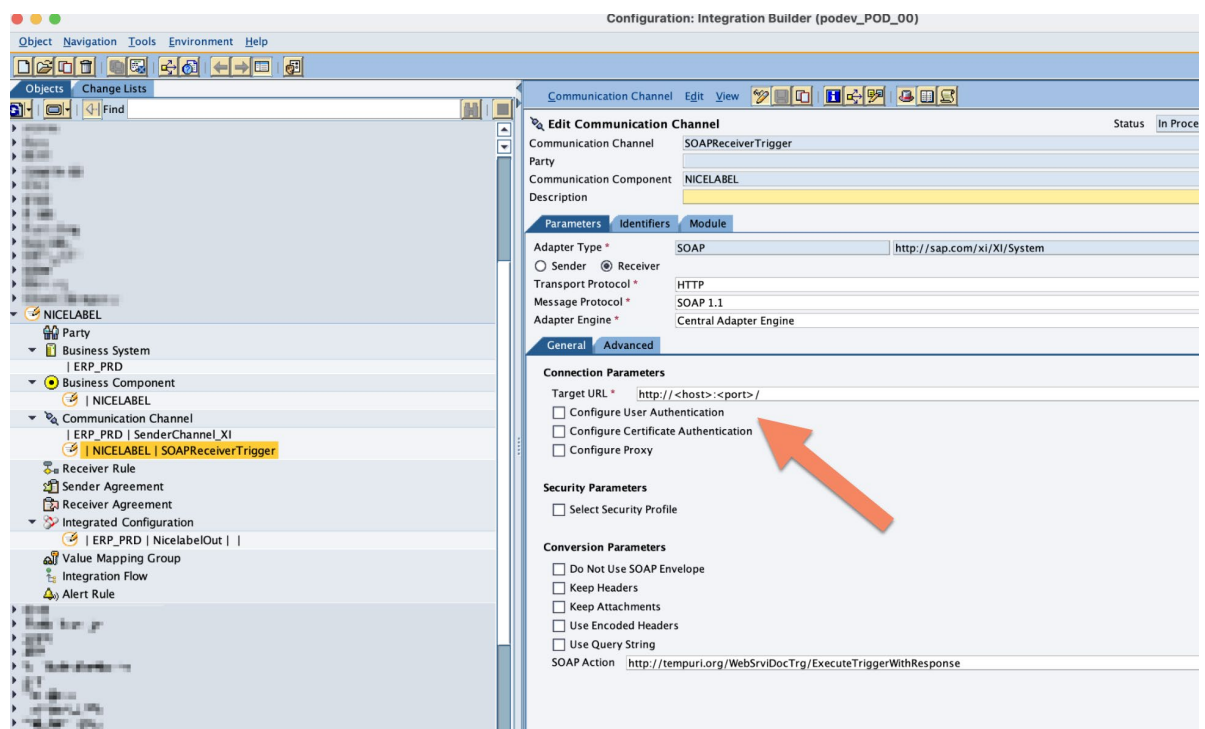 Configuration: Integration Builder (podev_POD_00)
Object Navigation Tools Environment Help
Objects Change Lists
Find
NICELABEL
Party
Business System
| ERP_PRD
Business Component
| NICELABEL
Communication Channel
| ERP_PRD | SenderChannel_XI
| NICELABEL | SOAPReceiverTrigger
Receiver Rule
Sender Agreement
Receiver Agreement
Integrated Configuration
| ERP_PRD | NicelabelOut | |
Value Mapping Group
Integration Flow
Alert Rule
Communication Channel Edit View
Edit Communication Channel Status In Proce
Communication Channel SOAPReceiverTrigger
Party
Communication Component NICELABEL
Description
Parameters Identifiers Module
Adapter Type * SOAP http://sap.com/xi/XI/System
Sender Receiver
Transport Protocol * HTTP
Message Protocol * SOAP 1.1
Adapter Engine * Central Adapter Engine
General Advanced
Connection Parameters
Target URL * http://<host>:<port>/
Configure User Authentication
Configure Certificate Authentication
Configure Proxy
Security Parameters
Select Security Profile
Conversion Parameters
Do Not Use SOAP Envelope
Keep Headers
Keep Attachments
Use Encoded Headers
Use Query String
SOAP Action http://tempuri.org/WebSrviDocTrg/ExecuteTriggerWithResponse